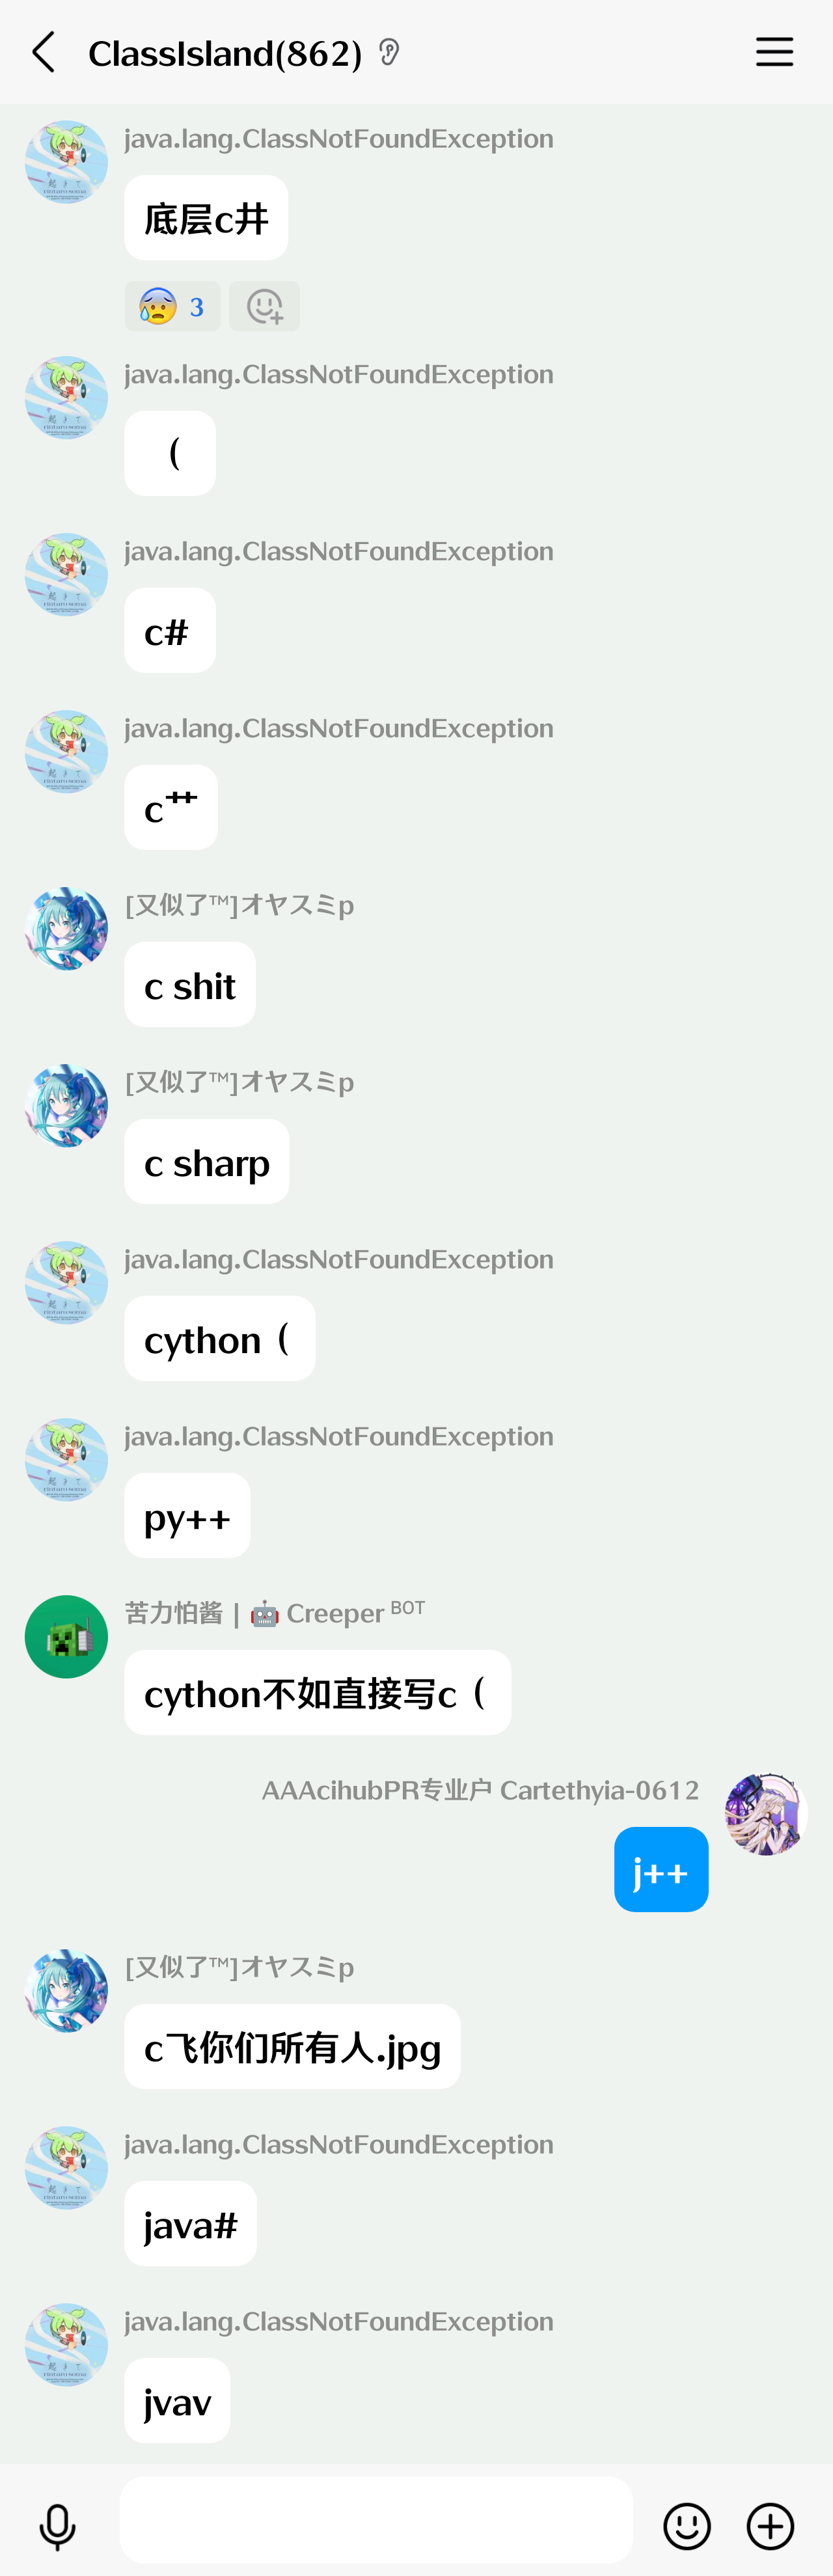 ClassIsland(862)
java.lang.ClassNotFoundException
底层c井
3
java.lang.ClassNotFoundException
（
java.lang.ClassNotFoundException
c#
java.lang.ClassNotFoundException
c艹
[又似了™]オヤスミp
c shit
[又似了™]オヤスミp
c sharp
java.lang.ClassNotFoundException
cython（
java.lang.ClassNotFoundException
py++
苦力怕酱 | 🤖 Creeper BOT
cython不如直接写c（
AAAcihubPR专业户 Cartethyia-0612
j++
[又似了™]オヤスミp
c飞你们所有人.jpg
java.lang.ClassNotFoundException
java#
java.lang.ClassNotFoundException
jvav